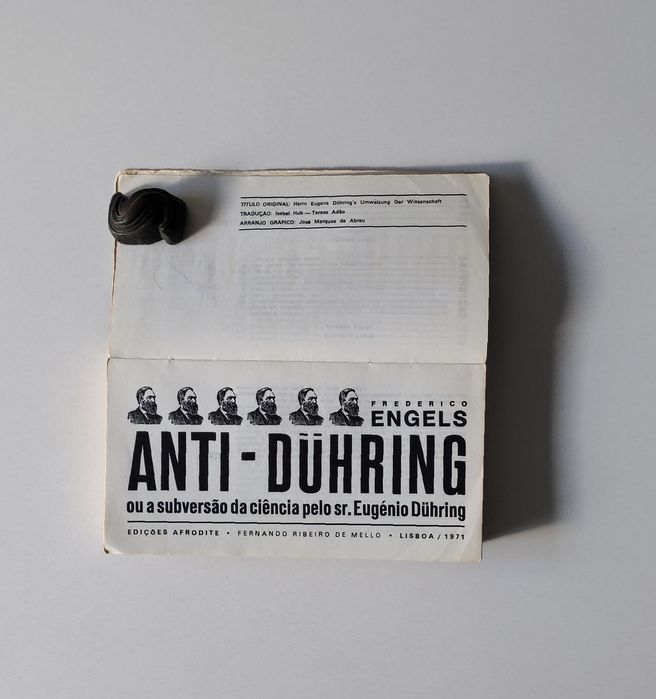 TÍTULO ORIGINAL: Herrn Eugens Dühring's Umwalzung Der Wissenschaft
TRADUÇÃO: Isabel Hub — Teresa Adão
ARRANJO GRÁFICO: José Marques de Abreu
FREDERICO
ENGELS
ANTI - DÜHRING
ou a subversão da ciência pelo sr. Eugénio Dühring
EDIÇÕES AFRODITE • FERNANDO RIBEIRO DE MELLO • LISBOA / 1971